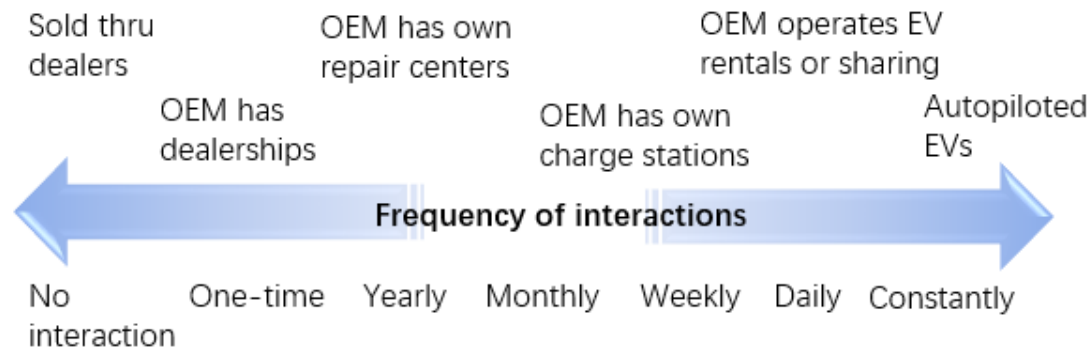 Sold thru
dealers
OEM has own
repair centers
OEM operates EV
rentals or sharing
OEM has
dealerships
OEM has own
charge stations
Autopiloted
EVs
Frequency of interactions
No
interaction
One-time
Yearly
Monthly
Weekly
Daily
Constantly